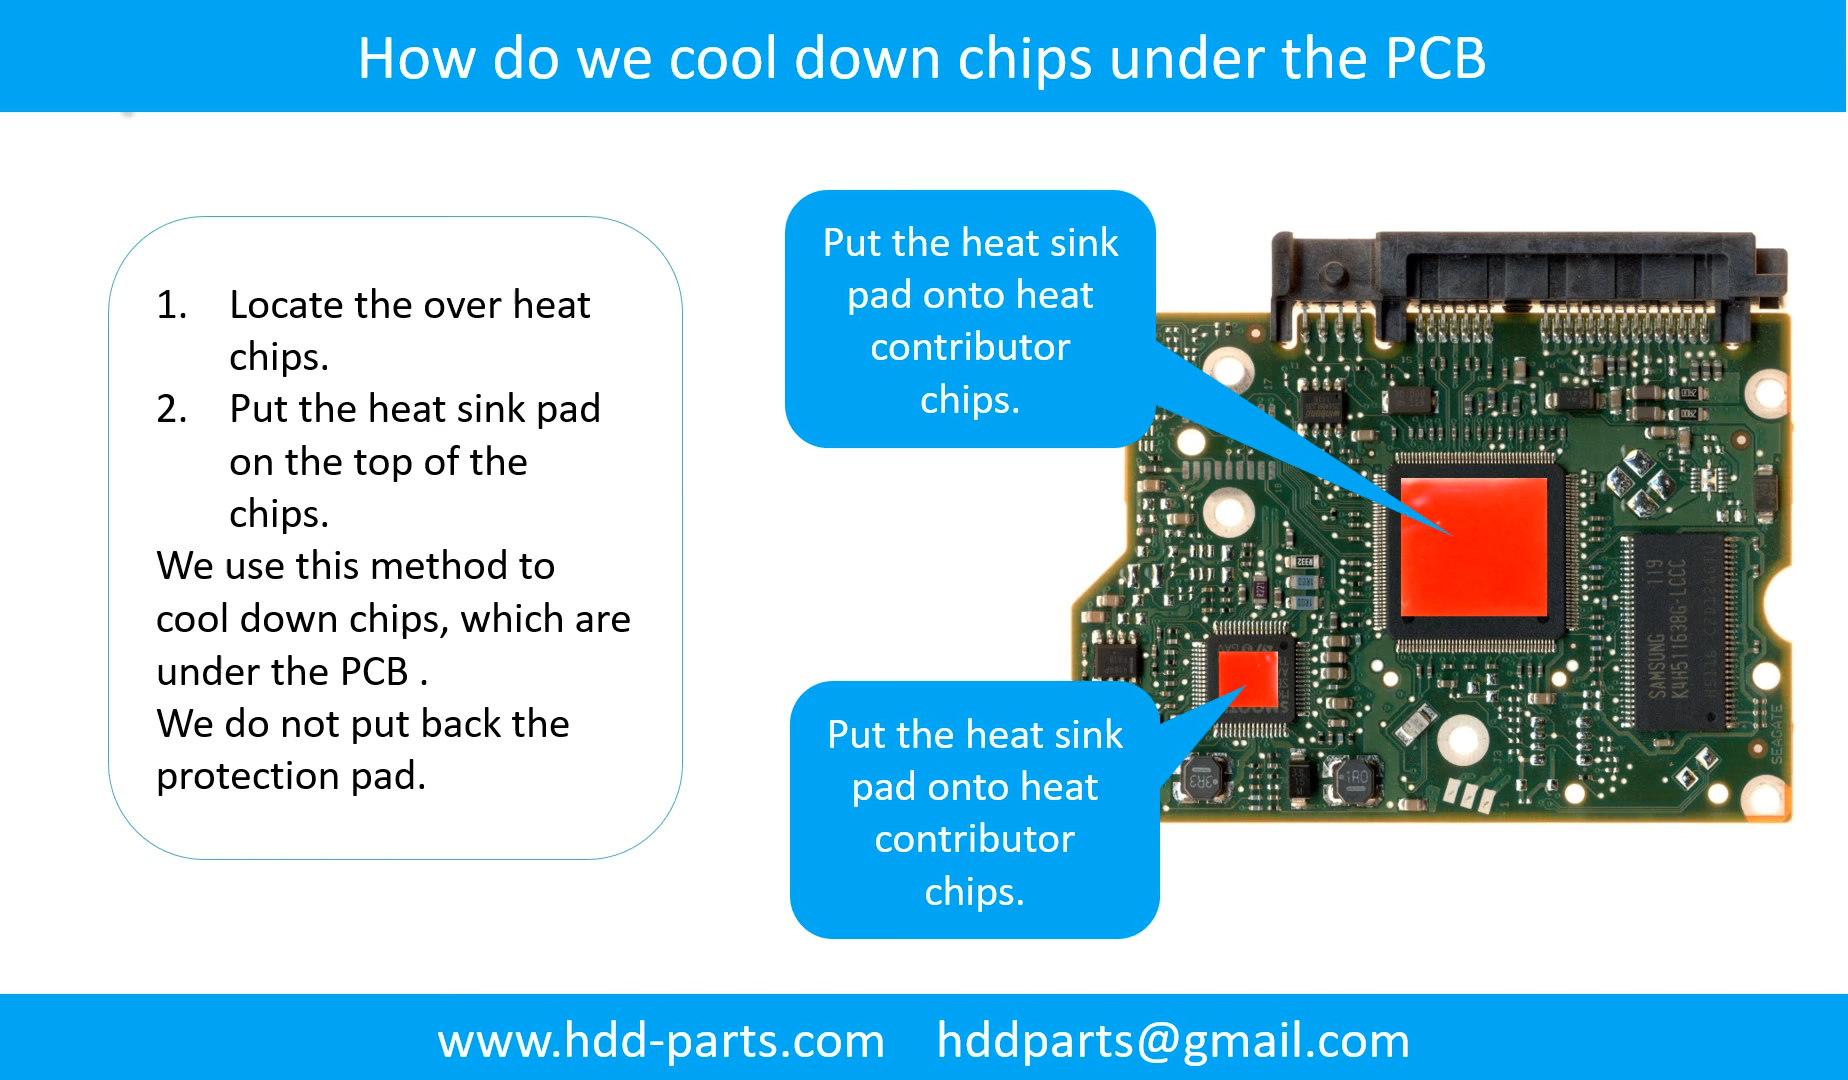 How do we cool down chips under the PCB
1. Locate the over heat
chips.
2. Put the heat sink pad
on the top of the
chips.
We use this method to
cool down chips, which are
under the PCB .
We do not put back the
protection pad.
Put the heat sink
pad onto heat
contributor
chips.
Put the heat sink
pad onto heat
contributor
chips.
SAMSUNG 119
K4H511638G-LCCC
SEAGATE
3R3
1R0
www.hdd-parts.com hddparts@gmail.com